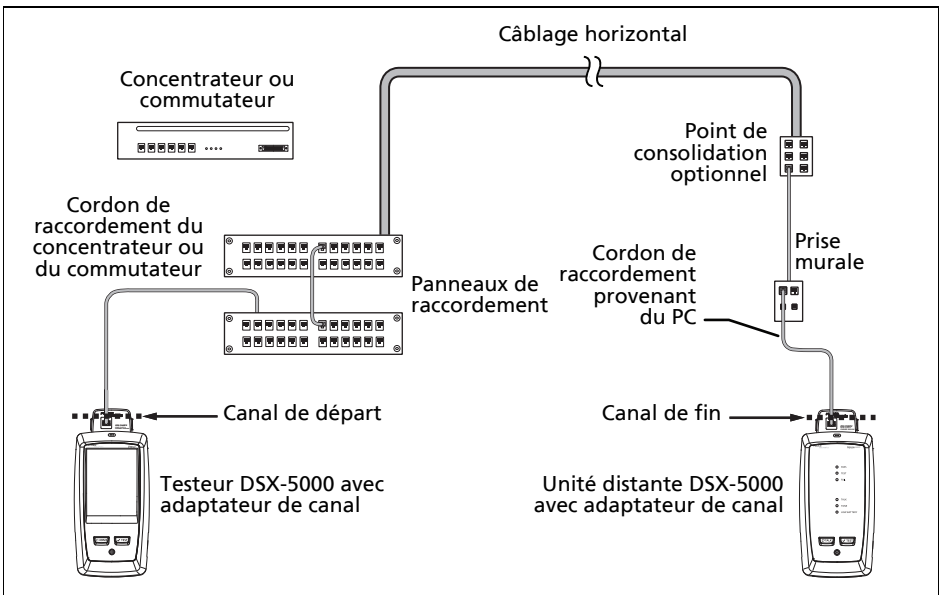 Câblage horizontal
Concentrateur ou
commutateur
Point de
consolidation
optionnel
Cordon de
raccordement du
concentrateur ou
du commutateur
Panneaux de
raccordement
Cordon de
raccordement
provenant
du PC
Prise
murale
Canal de départ
Canal de fin
Testeur DSX-5000 avec
adaptateur de canal
Unité distante DSX-5000
avec adaptateur de canal